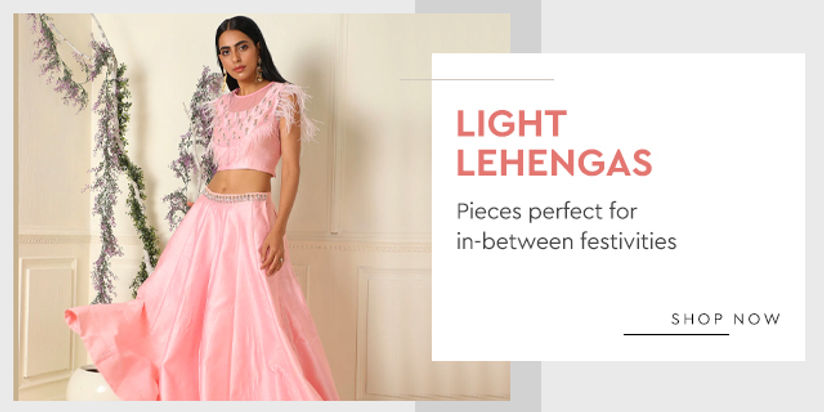 LIGHT
LEHENGAS
Pieces perfect for
in-between festivities
SHOP NOW